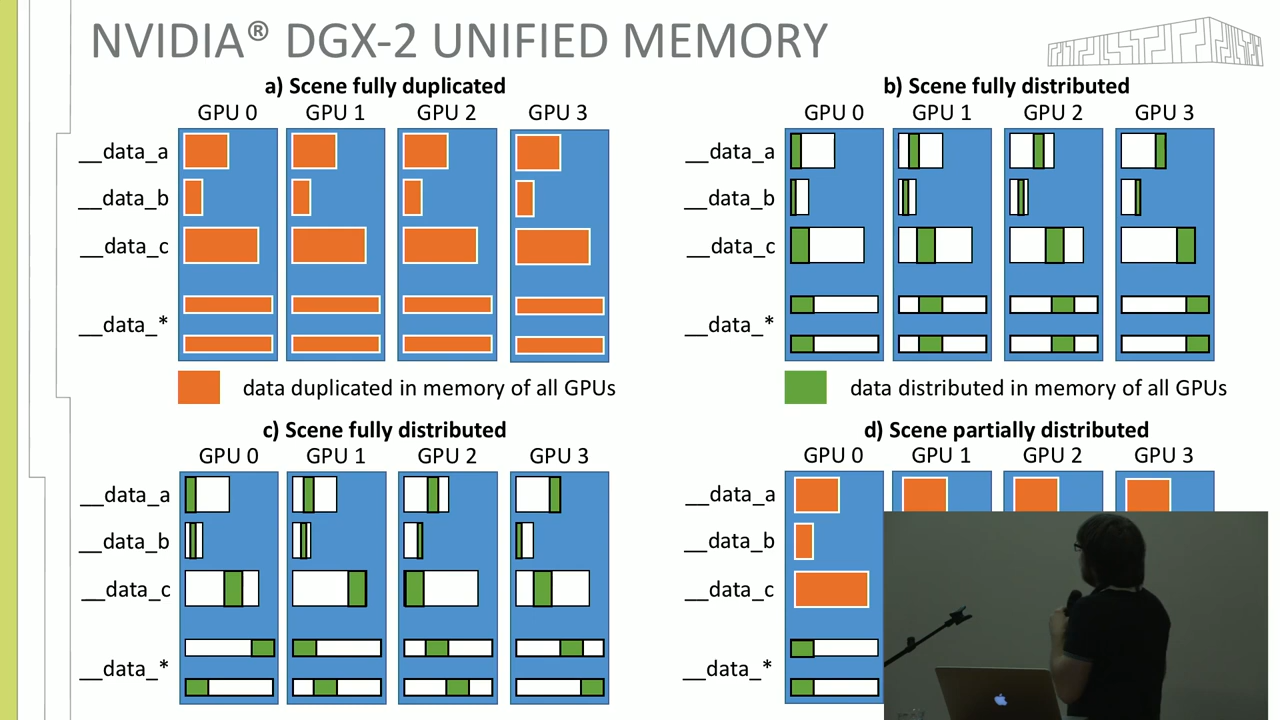 NVIDIA® DGX-2 UNIFIED MEMORY
a) Scene fully duplicated
GPU 0 GPU 1 GPU 2 GPU 3
__data_a
__data_b
__data_c
__data_*
data duplicated in memory of all GPUs
b) Scene fully distributed
GPU 0 GPU 1 GPU 2 GPU 3
__data_a
__data_b
__data_c
__data_*
data distributed in memory of all GPUs
c) Scene fully distributed
GPU 0 GPU 1 GPU 2 GPU 3
__data_a
__data_b
__data_c
__data_*
d) Scene partially distributed
GPU 0 GPU 1 GPU 2 GPU 3
__data_a
__data_b
__data_c
__data_*